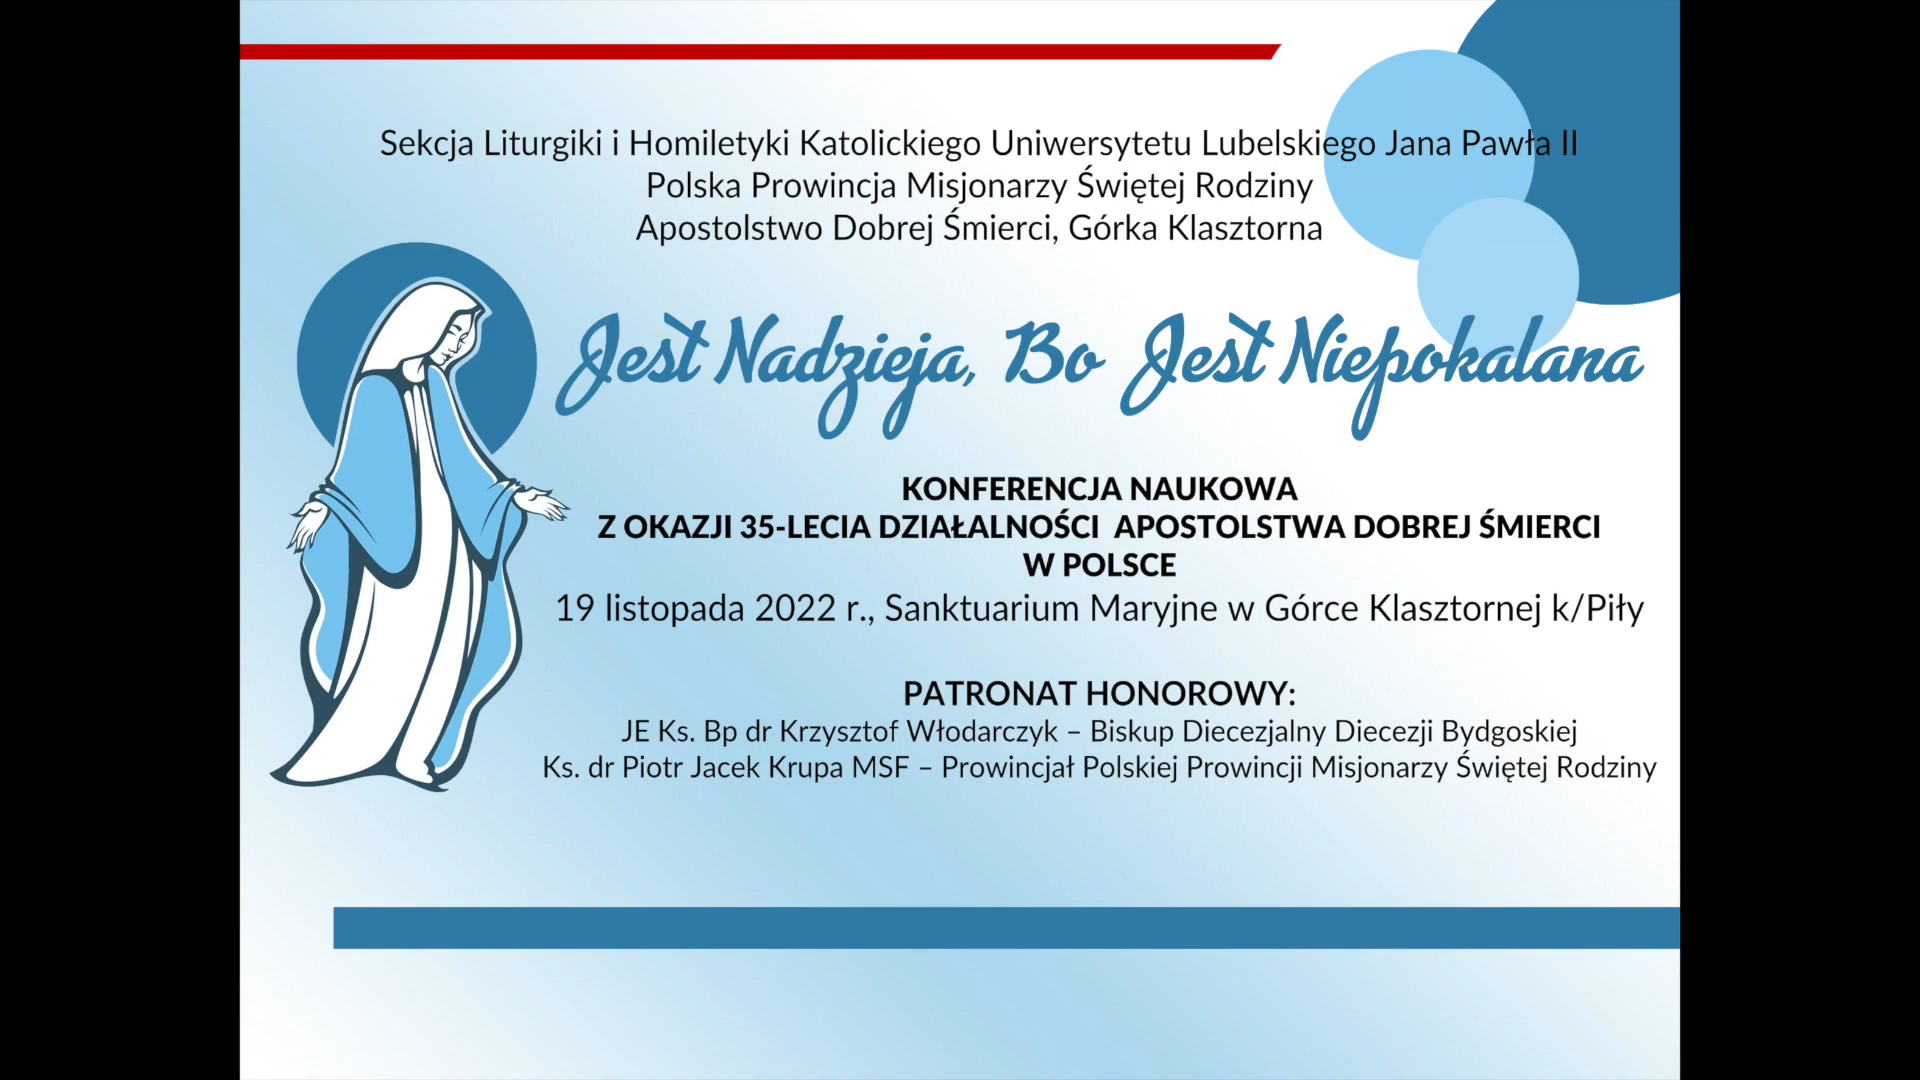 Sekcja Liturgiki i Homiletyki Katolickiego Uniwersytetu Lubelskiego Jana Pawła II
Polska Prowincja Misjonarzy Świętej Rodziny
Apostolstwo Dobrej Śmierci, Górka Klasztorna
Jest Nadzieja, Bo Jest Niepokalana
KONFERENCJA NAUKOWA
Z OKAZJI 35-LECIA DZIAŁALNOŚCI APOSTOLSTWA DOBREJ ŚMIERCI
W POLSCE
19 listopada 2022 r., Sanktuarium Maryjne w Górce Klasztornej k/Piły
PATRONAT HONOROWY:
JE Ks. Bp dr Krzysztof Włodarczyk – Biskup Diecezjalny Diecezji Bydgoskiej
Ks. dr Piotr Jacek Krupa MSF – Prowincjał Polskiej Prowincji Misjonarzy Świętej Rodziny